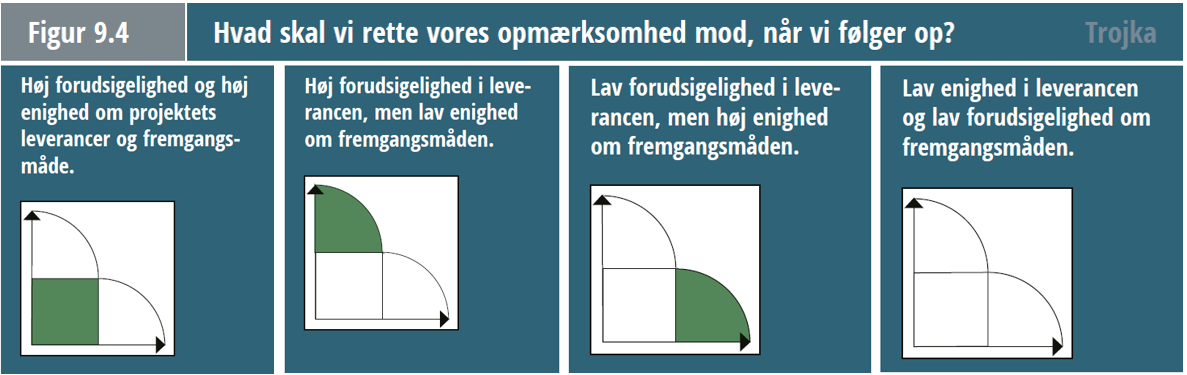 Figur 9.4
Hvad skal vi rette vores opmærksomhed mod, når vi følger op?
Trojka
Høj forudsigelighed og høj
enighed om projektets
leverancer og fremgangs-
måde.
Høj forudsigelighed i leve-
rancen, men lav enighed
om fremgangsmåden.
Lav forudsigelighed i leve-
rancen, men høj enighed
om fremgangsmåden.
Lav enighed i leverancen
og lav forudsigelighed om
fremgangsmåden.